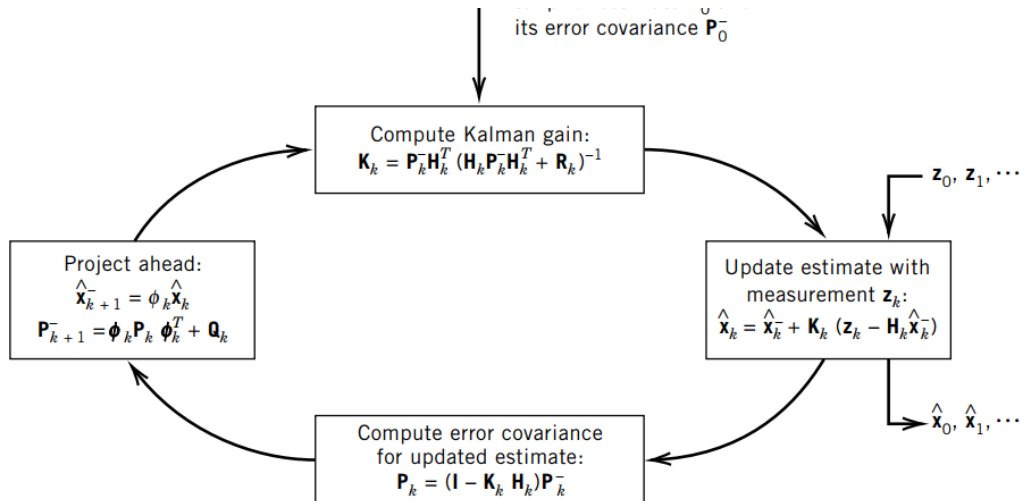 its error covariance P₀⁻
Compute Kalman gain:
Kₖ = Pₖ⁻Hₖᵀ (HₖPₖ⁻Hₖᵀ + Rₖ)⁻¹
z₀, z₁, ⋯
Project ahead:
x̂⁻ₖ₊₁ = ϕₖx̂ₖ
P⁻ₖ₊₁ = ϕₖPₖ ϕₖᵀ + Qₖ
Update estimate with
measurement zₖ:
x̂ₖ = x̂ₖ⁻ + Kₖ (zₖ – Hₖx̂ₖ⁻)
x̂₀, x̂₁, ⋯
Compute error covariance
for updated estimate:
Pₖ = (I – Kₖ Hₖ)Pₖ⁻